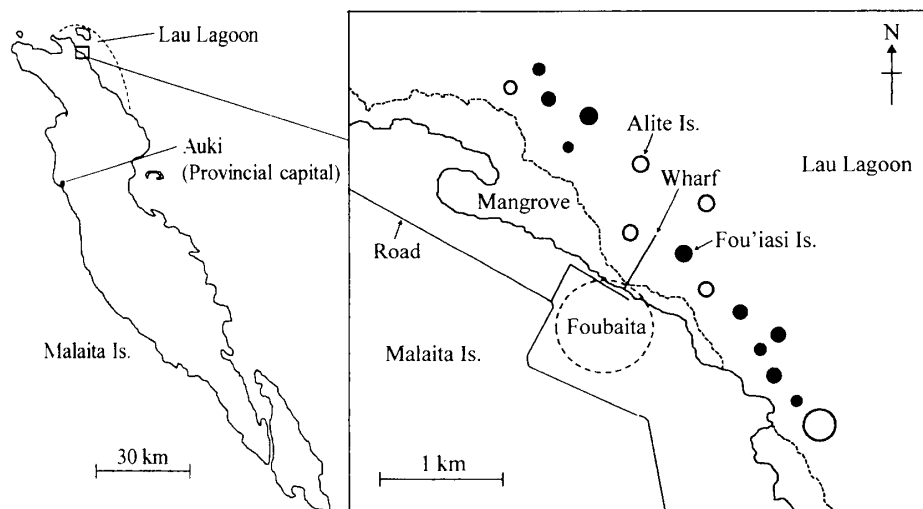 Lau Lagoon
Auki
(Provincial capital)
Malaita Is.
30 km
N
Alite Is.
Lau Lagoon
Wharf
Mangrove
Road
Fou'iasi Is.
Foubaita
Malaita Is.
1 km